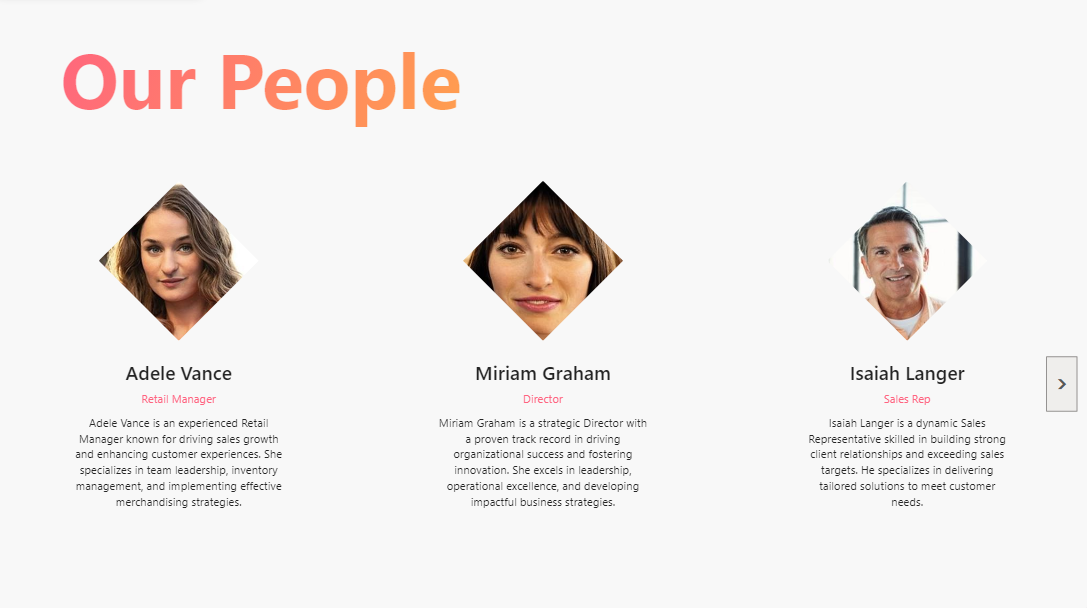 Our People
Adele Vance
Retail Manager
Adele Vance is an experienced Retail
Manager known for driving sales growth
and enhancing customer experiences. She
specializes in team leadership, inventory
management, and implementing effective
merchandising strategies.
Miriam Graham
Director
Miriam Graham is a strategic Director with
a proven track record in driving
organizational success and fostering
innovation. She excels in leadership,
operational excellence, and developing
impactful business strategies.
Isaiah Langer
Sales Rep
Isaiah Langer is a dynamic Sales
Representative skilled in building strong
client relationships and exceeding sales
targets. He specializes in delivering
tailored solutions to meet customer
needs.